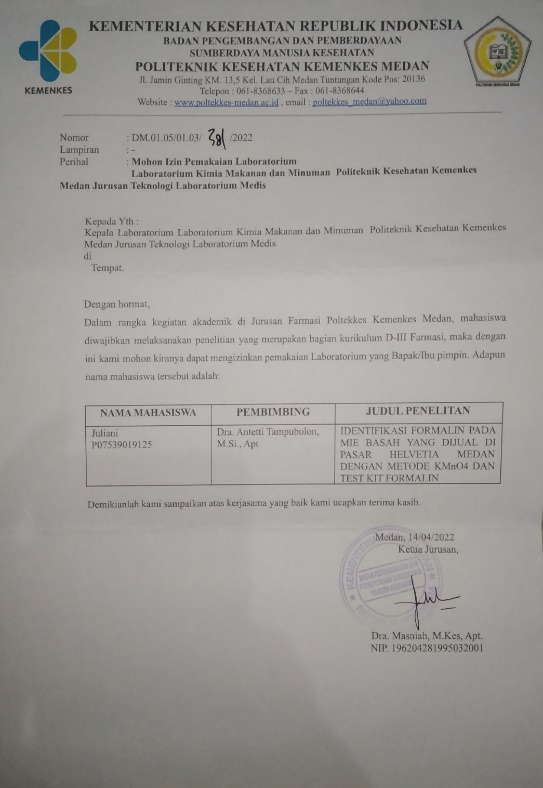 KEMENTERIAN KESEHATAN REPUBLIK INDONESIA
BADAN PENGEMBANGAN DAN PEMBERDAYAAN
SUMBERDAYA MANUSIA KESEHATAN
POLITEKNIK KESEHATAN KEMENKES MEDAN
Jl. Jamin Ginting KM. 13,5 Kel. Lau Cih Medan Tuntungan Kode Pos: 20136
Telepon : 061-8368633 – Fax : 061-8368644
Website : www.poltekkes-medan.ac.id , email : poltekkes_medan@yahoo.com
KEMENKES
Nomor : DM.01.05/01.03/ 381 /2022
Lampiran : -
Perihal : Mohon Izin Pemakaian Laboratorium
Laboratorium Kimia Makanan dan Minuman Politeknik Kesehatan Kemenkes
Medan Jurusan Teknologi Laboratorium Medis
Kepada Yth :
Kepala Laboratorium Laboratorium Kimia Makanan dan Minuman Politeknik Kesehatan Kemenkes
Medan Jurusan Teknologi Laboratorium Medis
di
Tempat.
Dengan hormat,
Dalam rangka kegiatan akademik di Jurusan Farmasi Poltekkes Kemenkes Medan, mahasiswa
diwajibkan melaksanakan penelitian yang merupakan bagian kurikulum D-III Farmasi, maka dengan
ini kami mohon kiranya dapat mengizinkan pemakaian Laboratorium yang Bapak/Ibu pimpin. Adapun
nama mahasiswa tersebut adalah:
NAMA MAHASISWA PEMBIMBING JUDUL PENELITAN
Juliani Dra. Antetti Tampubolon, IDENTIFIKASI FORMALIN PADA
P07539019125 M.Si., Apt MIE BASAH YANG DIJUAL DI
PASAR HELVETIA MEDAN
DENGAN METODE KMnO4 DAN
TEST KIT FORMALIN
Demikianlah kami sampaikan atas kerjasama yang baik kami ucapkan terima kasih.
Medan, 14/04/2022
Ketua Jurusan,
Dra. Masniah, M.Kes, Apt.
NIP. 196204281995032001